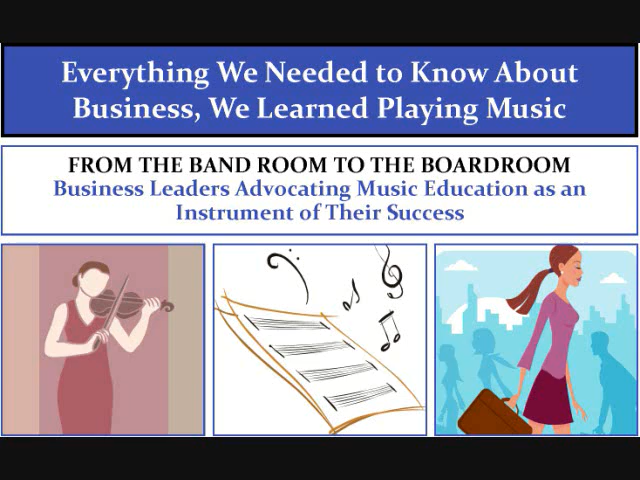 Everything We Needed to Know About
Business, We Learned Playing Music
FROM THE BAND ROOM TO THE BOARDROOM
Business Leaders Advocating Music Education as an
Instrument of Their Success